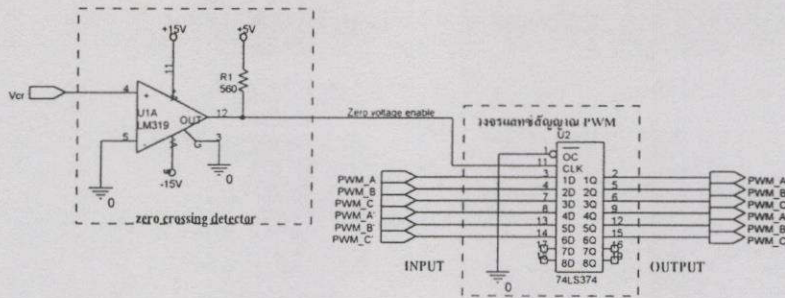 +15V
+5V
11
R1
560
Vcr
4
+
U1A
LM319
OUT
12
Zero voltage enable
5
-
G
3
0
-15V
0
zero crossing detector
วงจรแลทช์สัญญาณ PWM
U2
1
OC
11
CLK
PWM_A
3
1D
1Q
2
PWM_A
PWM_B
4
2D
2Q
5
PWM_B
PWM_C
7
3D
3Q
6
PWM_C
PWM_A'
8
4D
4Q
9
PWM_A
PWM_B'
13
5D
5Q
12
PWM_B
PWM_C'
14
6D
6Q
15
PWM_C
17
7D
7Q
16
8D
8Q
INPUT
OUTPUT
0
74LS374